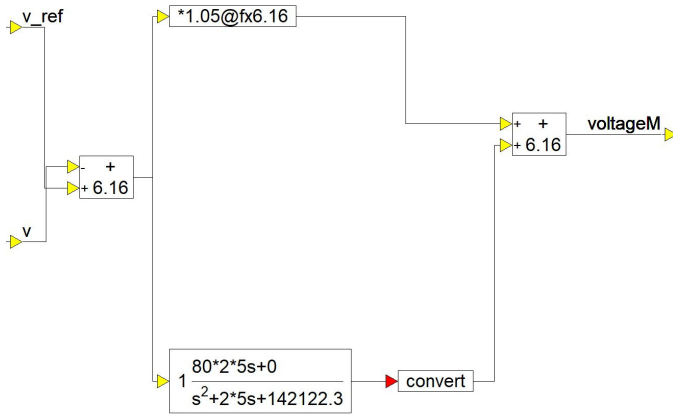 v_ref
*1.05@fx6.16
+ +
voltageM
+ 6.16
- +
+ 6.16
v
80*2*5s+0
1
s²+2*5s+142122.3
convert